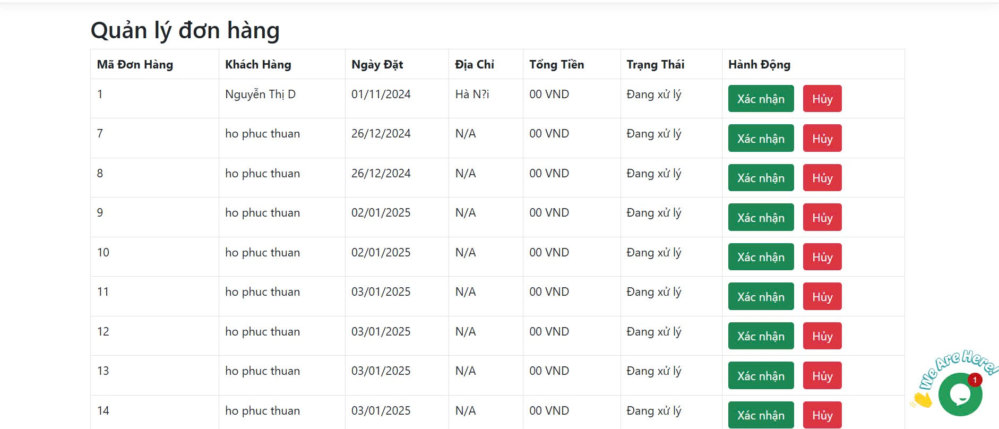 Quản lý đơn hàng
Mã Đơn Hàng Khách Hàng Ngày Đặt Địa Chỉ Tổng Tiền Trạng Thái Hành Động
1 Nguyễn Thị D 01/11/2024 Hà N?i 00 VND Đang xử lý Xác nhận Hủy
7 ho phuc thuan 26/12/2024 N/A 00 VND Đang xử lý Xác nhận Hủy
8 ho phuc thuan 26/12/2024 N/A 00 VND Đang xử lý Xác nhận Hủy
9 ho phuc thuan 02/01/2025 N/A 00 VND Đang xử lý Xác nhận Hủy
10 ho phuc thuan 02/01/2025 N/A 00 VND Đang xử lý Xác nhận Hủy
11 ho phuc thuan 03/01/2025 N/A 00 VND Đang xử lý Xác nhận Hủy
12 ho phuc thuan 03/01/2025 N/A 00 VND Đang xử lý Xác nhận Hủy
13 ho phuc thuan 03/01/2025 N/A 00 VND Đang xử lý Xác nhận Hủy
14 ho phuc thuan 03/01/2025 N/A 00 VND Đang xử lý Xác nhận Hủy
We Are Here!
1